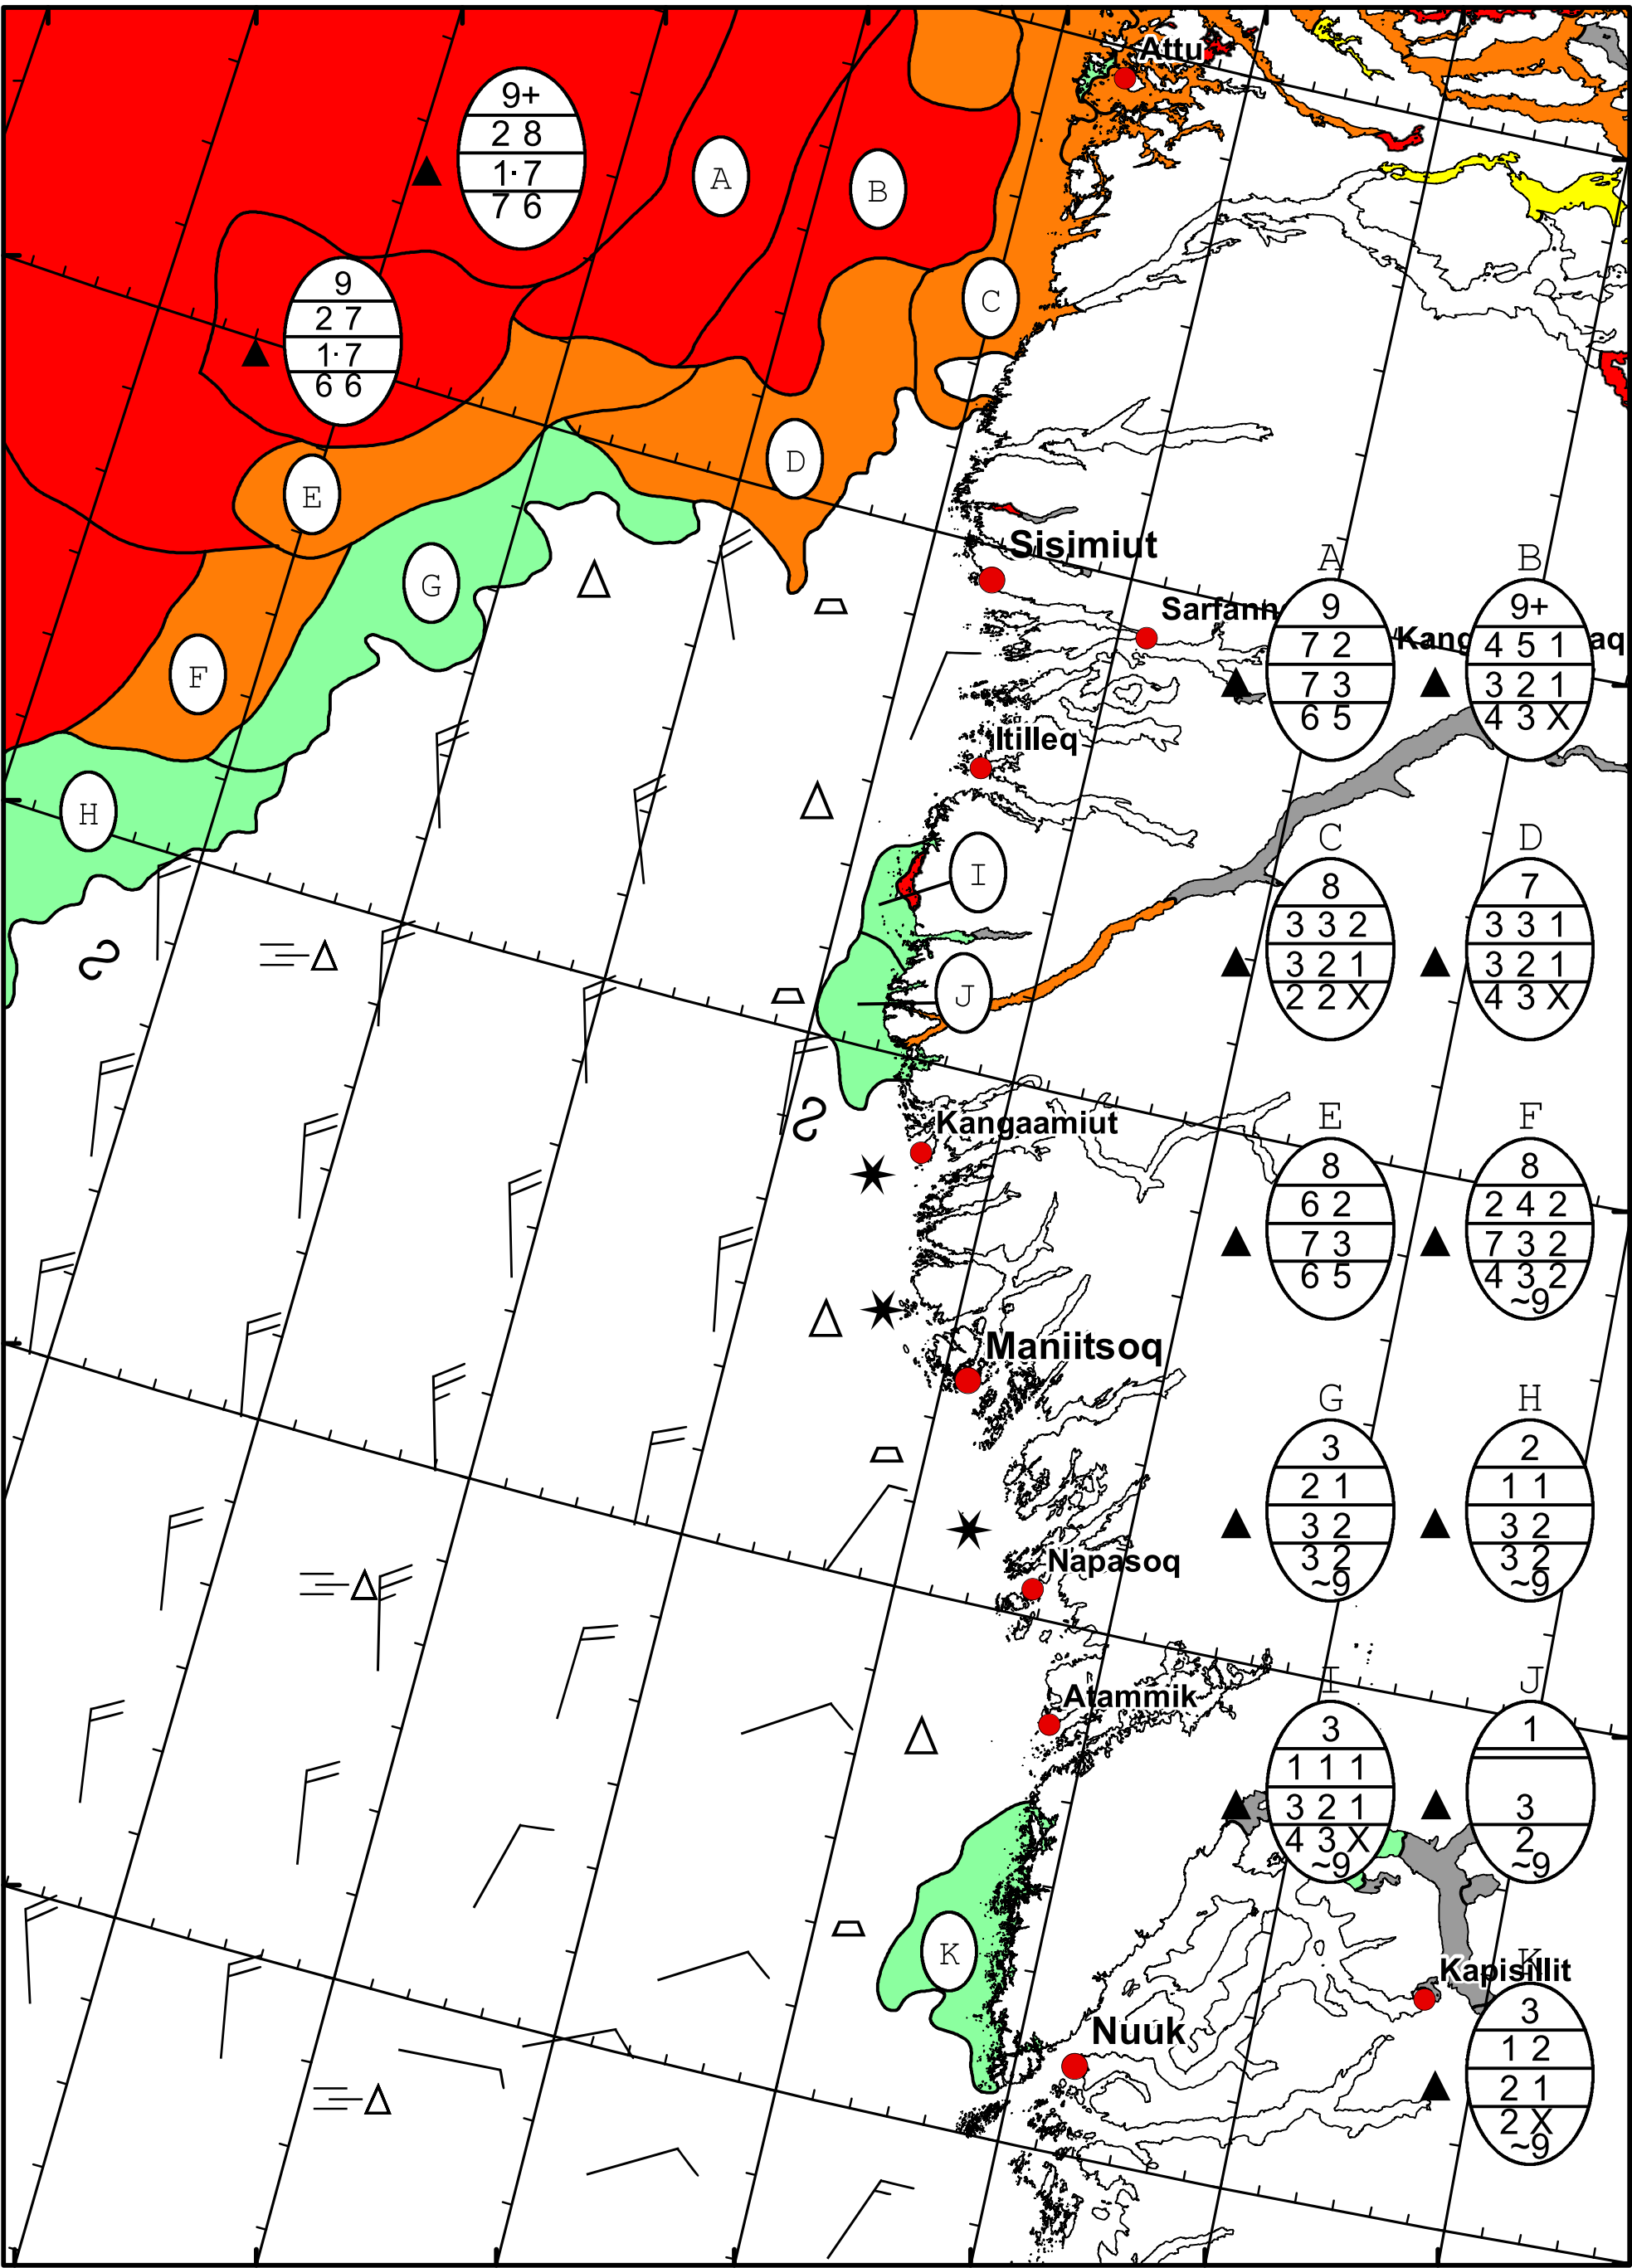 Attu
9+
2 8
1· 7
7 6
A
B
9
2 7
1· 7
6 6
C
D
E
G
F
H
Sisimiut
Sarfann
Kang
aq
Itilleq
I
J
Kangaamiut
Maniitsoq
Napasoq
Atammik
K
Kapisillit
Nuuk
A
9
7 2
7 3
6 5
B
9+
4 5 1
3 2 1
4 3 X
C
8
3 3 2
3 2 1
2 2 X
D
7
3 3 1
3 2 1
4 3 X
E
8
6 2
7 3
6 5
F
8
2 4 2
7 3 2
4 3 2
~9
G
3
2 1
3 2
3 2
~9
H
2
1 1
3 2
3 2
~9
I
3
1 1 1
3 2 1
4 3 X
~9
J
1
3
2
~9
K
3
1 2
2 1
2 X
~9